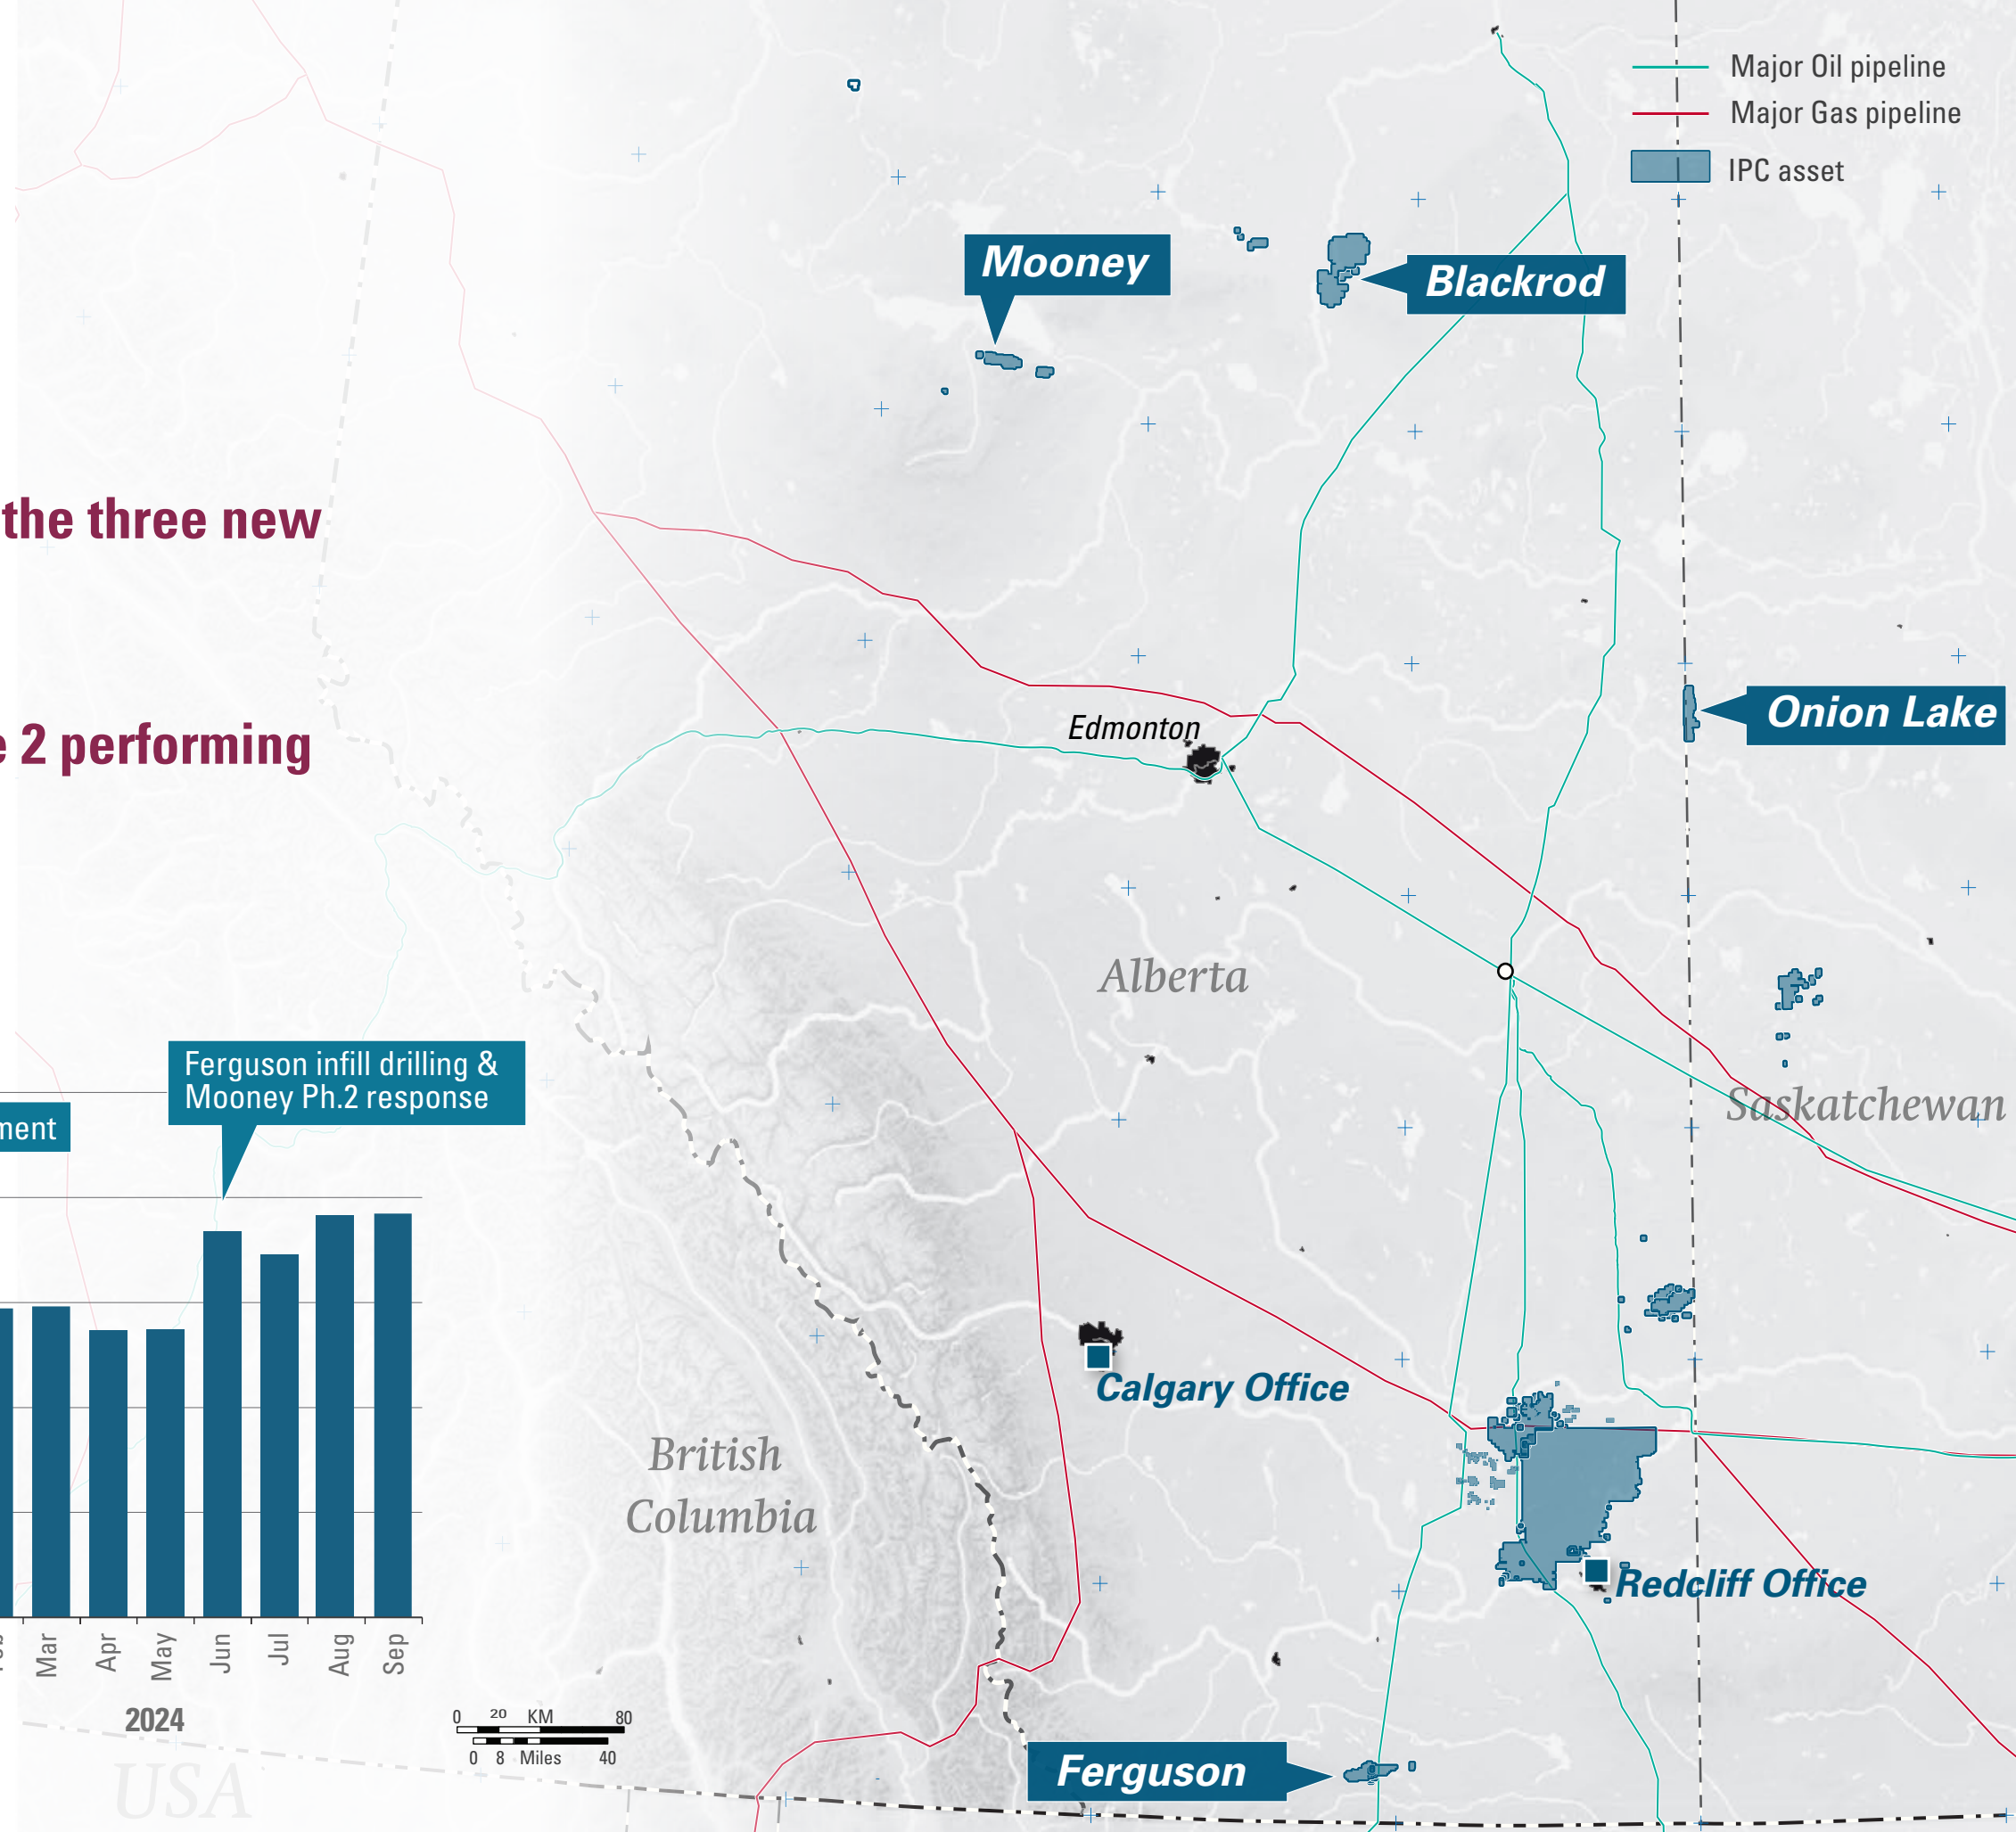 Major Oil pipeline
Major Gas pipeline
IPC asset
Mooney
Blackrod
the three new
Onion Lake
Edmonton
2 performing
Alberta
Ferguson infill drilling &
Mooney Ph.2 response
Saskatchewan
Calgary Office
British
Columbia
Redcliff Office
Mar
Apr
May
Jun
Jul
Aug
Sep
2024
0 20 KM 80
0 8 Miles 40
USA
Ferguson